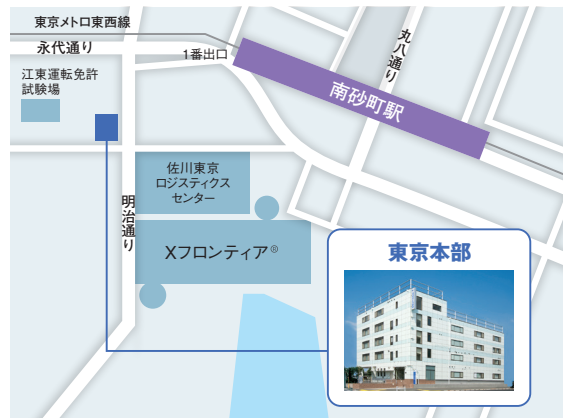 東京メトロ東西線
永代通り
1番出口
丸八通り
江東運転免許
試験場
南砂町駅
佐川東京
ロジスティクス
センター
明治通り
Xフロンティア®
東京本部